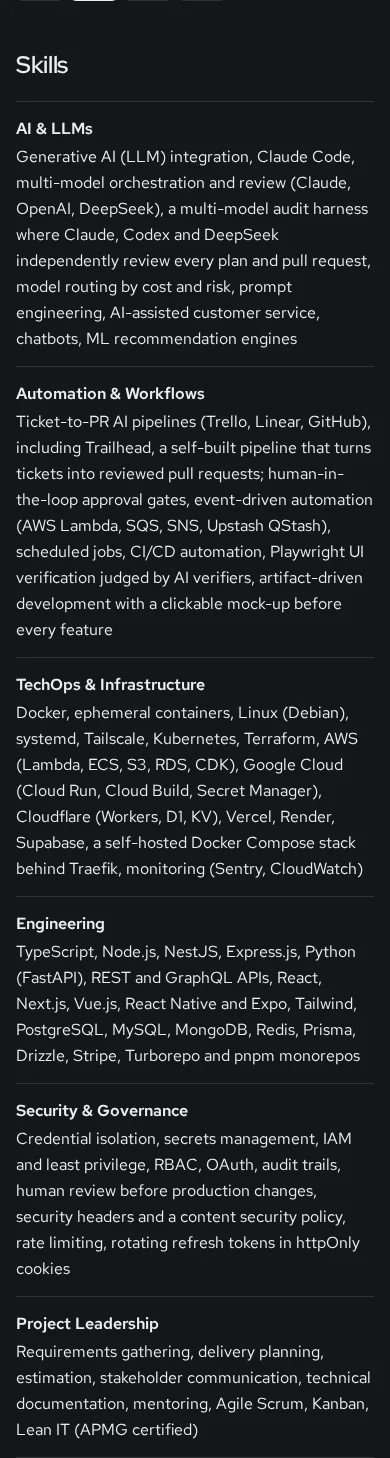 Skills
AI & LLMs
Generative AI (LLM) integration, Claude Code,
multi-model orchestration and review (Claude,
OpenAI, DeepSeek), a multi-model audit harness
where Claude, Codex and DeepSeek
independently review every plan and pull request,
model routing by cost and risk, prompt
engineering, AI-assisted customer service,
chatbots, ML recommendation engines
Automation & Workflows
Ticket-to-PR AI pipelines (Trello, Linear, GitHub),
including Trailhead, a self-built pipeline that turns
tickets into reviewed pull requests; human-in-
the-loop approval gates, event-driven automation
(AWS Lambda, SQS, SNS, Upstash QStash),
scheduled jobs, CI/CD automation, Playwright UI
verification judged by AI verifiers, artifact-driven
development with a clickable mock-up before
every feature
TechOps & Infrastructure
Docker, ephemeral containers, Linux (Debian),
systemd, Tailscale, Kubernetes, Terraform, AWS
(Lambda, ECS, S3, RDS, CDK), Google Cloud
(Cloud Run, Cloud Build, Secret Manager),
Cloudflare (Workers, D1, KV), Vercel, Render,
Supabase, a self-hosted Docker Compose stack
behind Traefik, monitoring (Sentry, CloudWatch)
Engineering
TypeScript, Node.js, NestJS, Express.js, Python
(FastAPI), REST and GraphQL APIs, React,
Next.js, Vue.js, React Native and Expo, Tailwind,
PostgreSQL, MySQL, MongoDB, Redis, Prisma,
Drizzle, Stripe, Turborepo and pnpm monorepos
Security & Governance
Credential isolation, secrets management, IAM
and least privilege, RBAC, OAuth, audit trails,
human review before production changes,
security headers and a content security policy,
rate limiting, rotating refresh tokens in httpOnly
cookies
Project Leadership
Requirements gathering, delivery planning,
estimation, stakeholder communication, technical
documentation, mentoring, Agile Scrum, Kanban,
Lean IT (APMG certified)